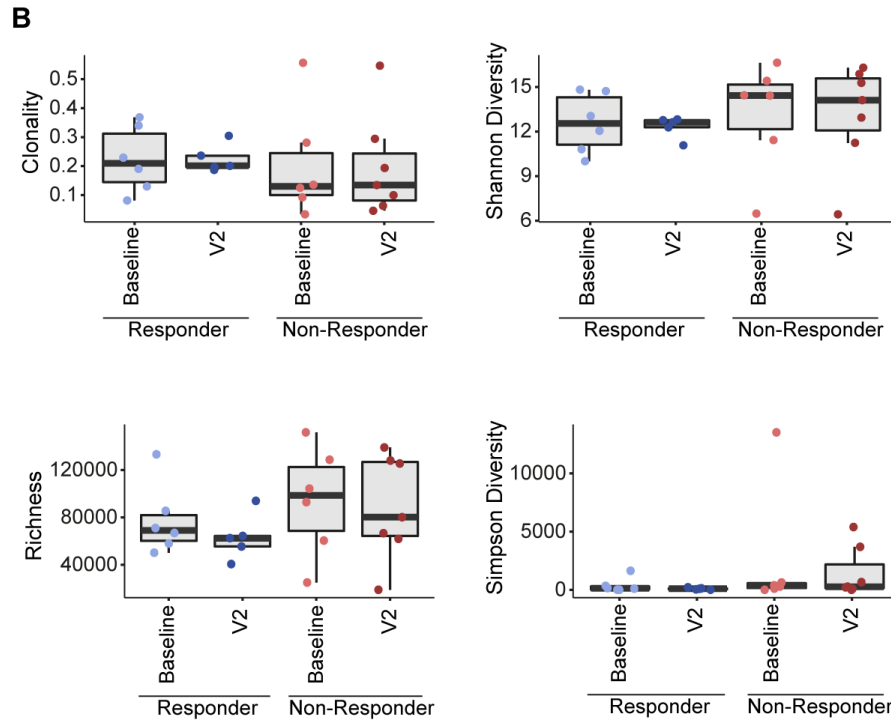 B
Clonality
0.5
0.4
0.3
0.2
0.1
Baseline
V2
Baseline
V2
Responder
Non-Responder
Shannon Diversity
15
12
9
6
Baseline
V2
Baseline
V2
Responder
Non-Responder
Richness
120000
80000
40000
Baseline
V2
Baseline
V2
Responder
Non-Responder
Simpson Diversity
10000
5000
0
Baseline
V2
Baseline
V2
Responder
Non-Responder